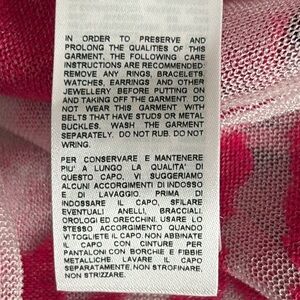 IN ORDER TO PRESERVE AND
PROLONG THE QUALITIES OF THIS
GARMENT, THE FOLLOWING CARE
INSTRUCTIONS ARE RECOMMENDED:
REMOVE ANY RINGS, BRACELETS,
WATCHES, EARRINGS AND OTHER
JEWELLERY BEFORE PUTTING ON
AND TAKING OFF THE GARMENT. DO
NOT WEAR THIS GARMENT WITH
BELTS THAT HAVE STUDS OR METAL
BUCKLES. WASH THE GARMENT
SEPARATELY. DO NOT RUB. DO NOT
WRING.
PER CONSERVARE E MANTENERE
PIU' A LUNGO LA QUALITA' DI
QUESTO CAPO, VI SUGGERIAMO
ALCUNI ACCORGIMENTI DI INDOSSO
E DI LAVAGGIO. PRIMA DI
INDOSSARE IL CAPO, SFILARE
EVENTUALI ANELLI, BRACCIALI,
OROLOGI ED ORECCHINI. USARE LO
STESSO ACCORGIMENTO QUANDO
VI TOGLIETE IL CAPO. NON ABBINATE
IL CAPO CON CINTURE PER
PANTALONI CON BORCHIE E FIBBIE
METALLICHE. LAVARE IL CAPO
SEPARATAMENTE, NON STROFINARE,
NON STRIZZARE.